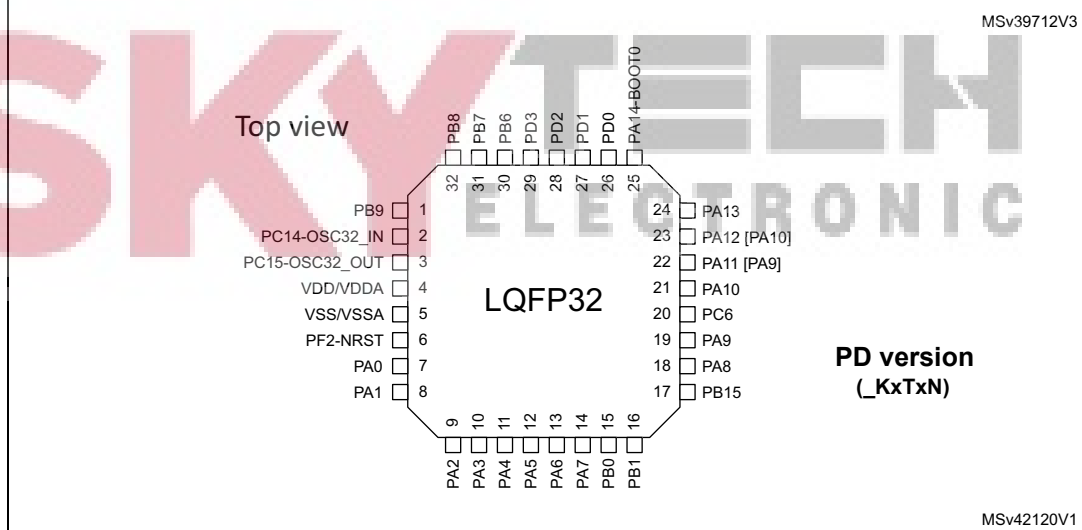 MSv39712V3
SKYTECH
ELECTRONIC
Top view
PB8
PB7
PB6
PD3
PD2
PD1
PD0
PA14-BOOT0
32
31
30
29
28
27
26
25
PB9 1
PC14-OSC32_IN 2
PC15-OSC32_OUT 3
VDD/VDDA 4
VSS/VSSA 5
PF2-NRST 6
PA0 7
PA1 8
LQFP32
24 PA13
23 PA12 [PA10]
22 PA11 [PA9]
21 PA10
20 PC6
19 PA9
18 PA8
17 PB15
PD version
(_KxTxN)
9
10
11
12
13
14
15
16
PA2
PA3
PA4
PA5
PA6
PA7
PB0
PB1
MSv42120V1